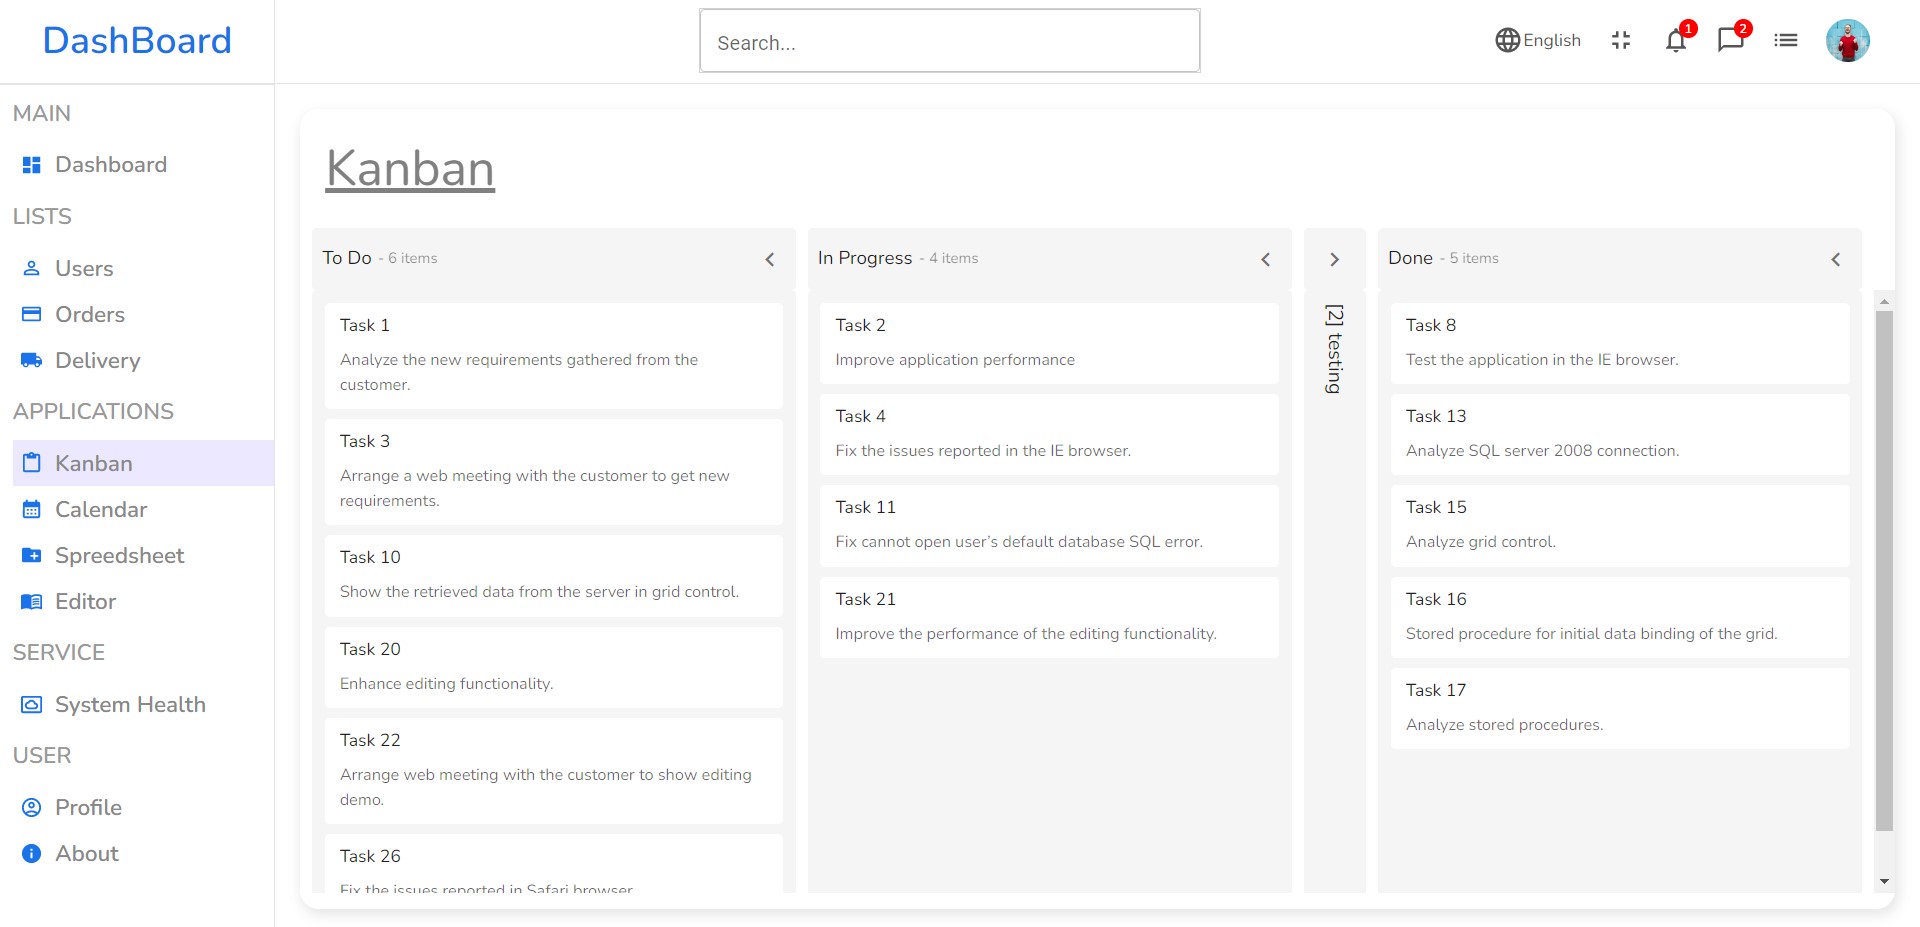 DashBoard
Search...
English
1
2
MAIN
Dashboard
LISTS
Users
Orders
Delivery
APPLICATIONS
Kanban
Calendar
Spreedsheet
Editor
SERVICE
System Health
USER
Profile
About
Kanban
To Do - 6 items
Task 1
Analyze the new requirements gathered from the
customer.
Task 3
Arrange a web meeting with the customer to get new
requirements.
Task 10
Show the retrieved data from the server in grid control.
Task 20
Enhance editing functionality.
Task 22
Arrange web meeting with the customer to show editing
demo.
Task 26
Fix the issues reported in Safari browser.
In Progress - 4 items
Task 2
Improve application performance
Task 4
Fix the issues reported in the IE browser.
Task 11
Fix cannot open user’s default database SQL error.
Task 21
Improve the performance of the editing functionality.
[2] testing
Done - 5 items
Task 8
Test the application in the IE browser.
Task 13
Analyze SQL server 2008 connection.
Task 15
Analyze grid control.
Task 16
Stored procedure for initial data binding of the grid.
Task 17
Analyze stored procedures.